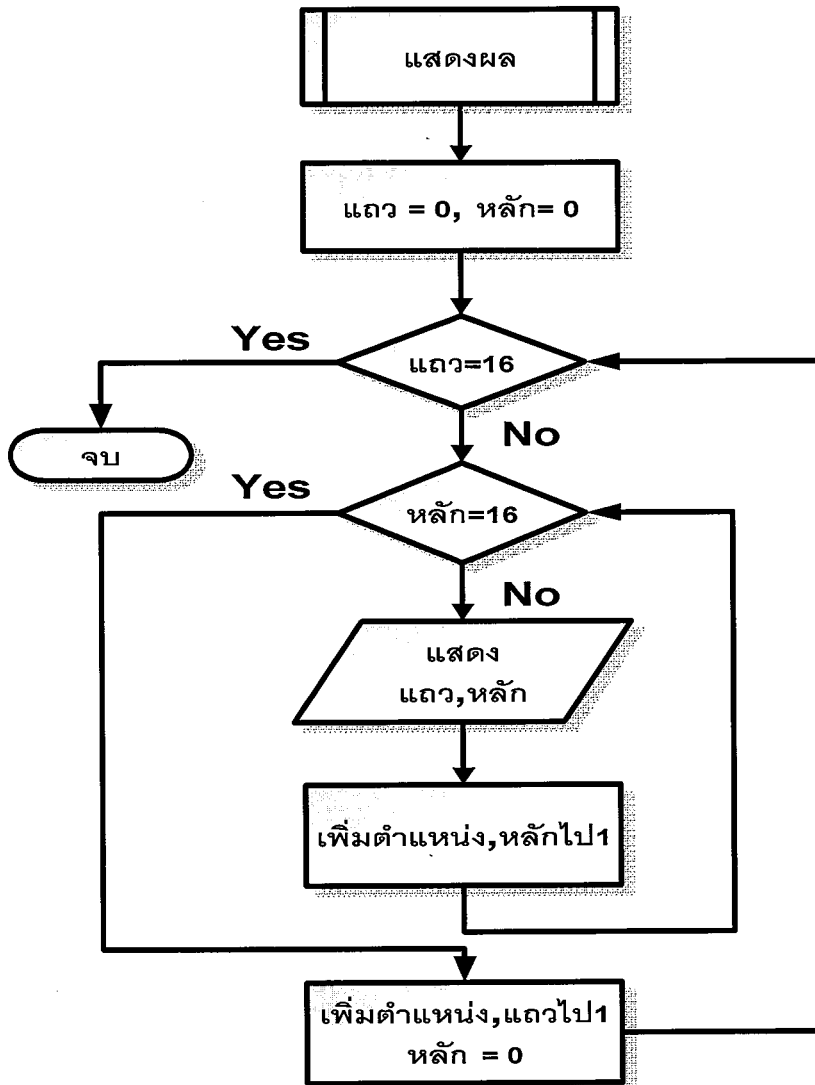 แสดงผล
แถว = 0, หลัก= 0
Yes
แถว=16
No
จบ
Yes
หลัก=16
No
แสดง
แถว,หลัก
เพิ่มตำแหน่ง,หลักไป1
เพิ่มตำแหน่ง,แถวไป1
หลัก = 0